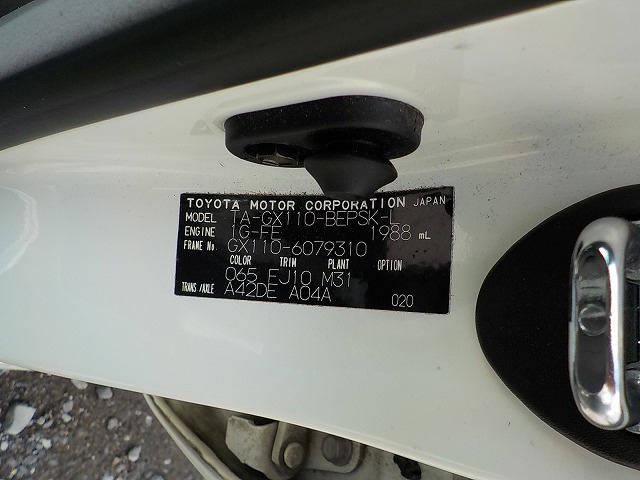 TOYOTA MOTOR CORPORATION JAPAN
MODEL TA-GX110-BEPSK-
ENGINE 1G-FE 1988 mL
FRAME No. GX110-6079310
COLOR TRIM PLANT OPTION
065 FJ10 M31
TRANS / AXLE A42DE A04A 020